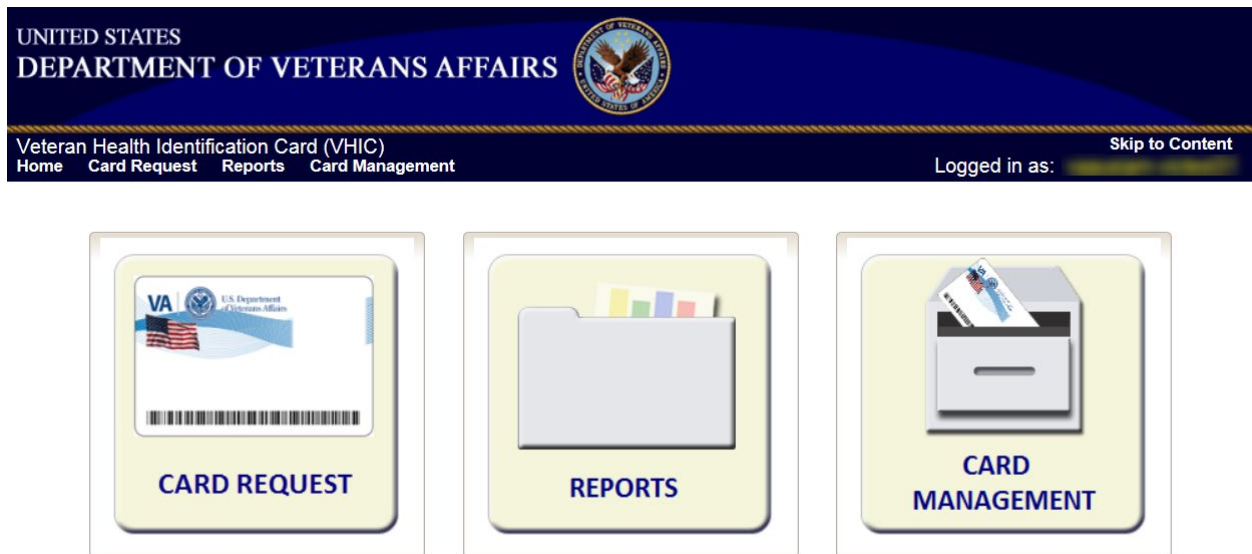 UNITED STATES
DEPARTMENT OF VETERANS AFFAIRS
Veteran Health Identification Card (VHIC)
Skip to Content
Home Card Request Reports Card Management
Logged in as:
VA
U.S. Department
of Veterans Affairs
CARD REQUEST
REPORTS
VA
CARD
MANAGEMENT